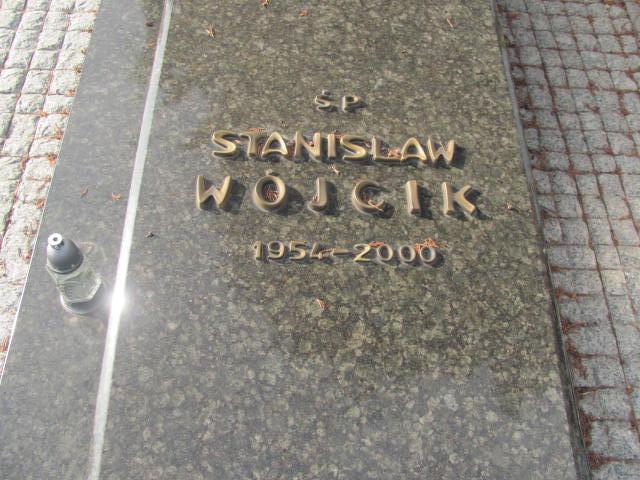 ŚP
STANISŁAW
WÓJCIK
1954-2000